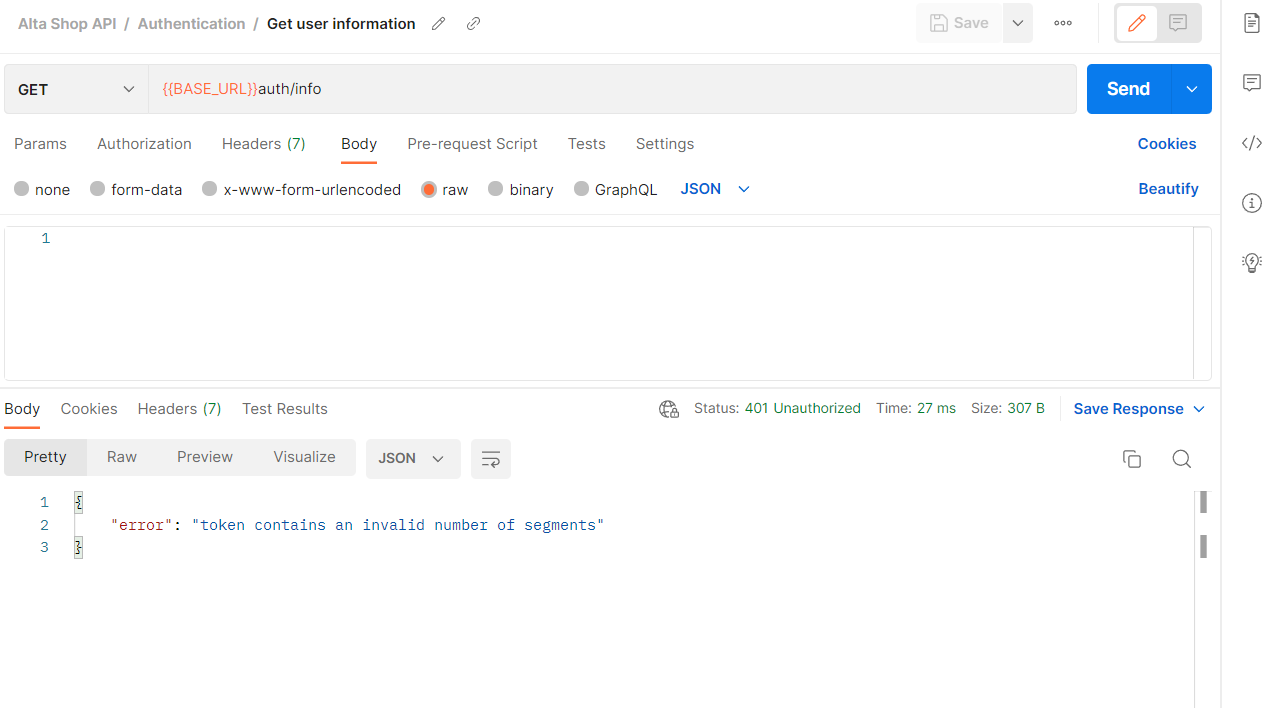 Alta Shop API / Authentication / Get user information
Save
GET {{BASE_URL}}auth/info Send
Params Authorization Headers (7) Body Pre-request Script Tests Settings Cookies
none form-data x-www-form-urlencoded raw binary GraphQL JSON Beautify
1
Body Cookies Headers (7) Test Results Status: 401 Unauthorized Time: 27 ms Size: 307 B Save Response
Pretty Raw Preview Visualize JSON
1 {
2 "error": "token contains an invalid number of segments"
3 }